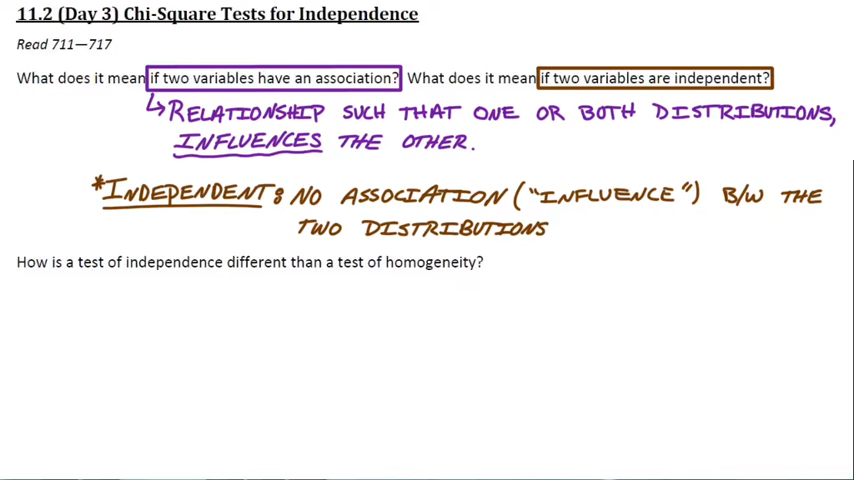 11.2 (Day 3) Chi-Square Tests for Independence
Read 711—717
What does it mean if two variables have an association? What does it mean if two variables are independent?
↳ RELATIONSHIP SUCH THAT ONE OR BOTH DISTRIBUTIONS,
INFLUENCES THE OTHER.
*INDEPENDENT: NO ASSOCIATION ("INFLUENCE") B/W THE
TWO DISTRIBUTIONS
How is a test of independence different than a test of homogeneity?